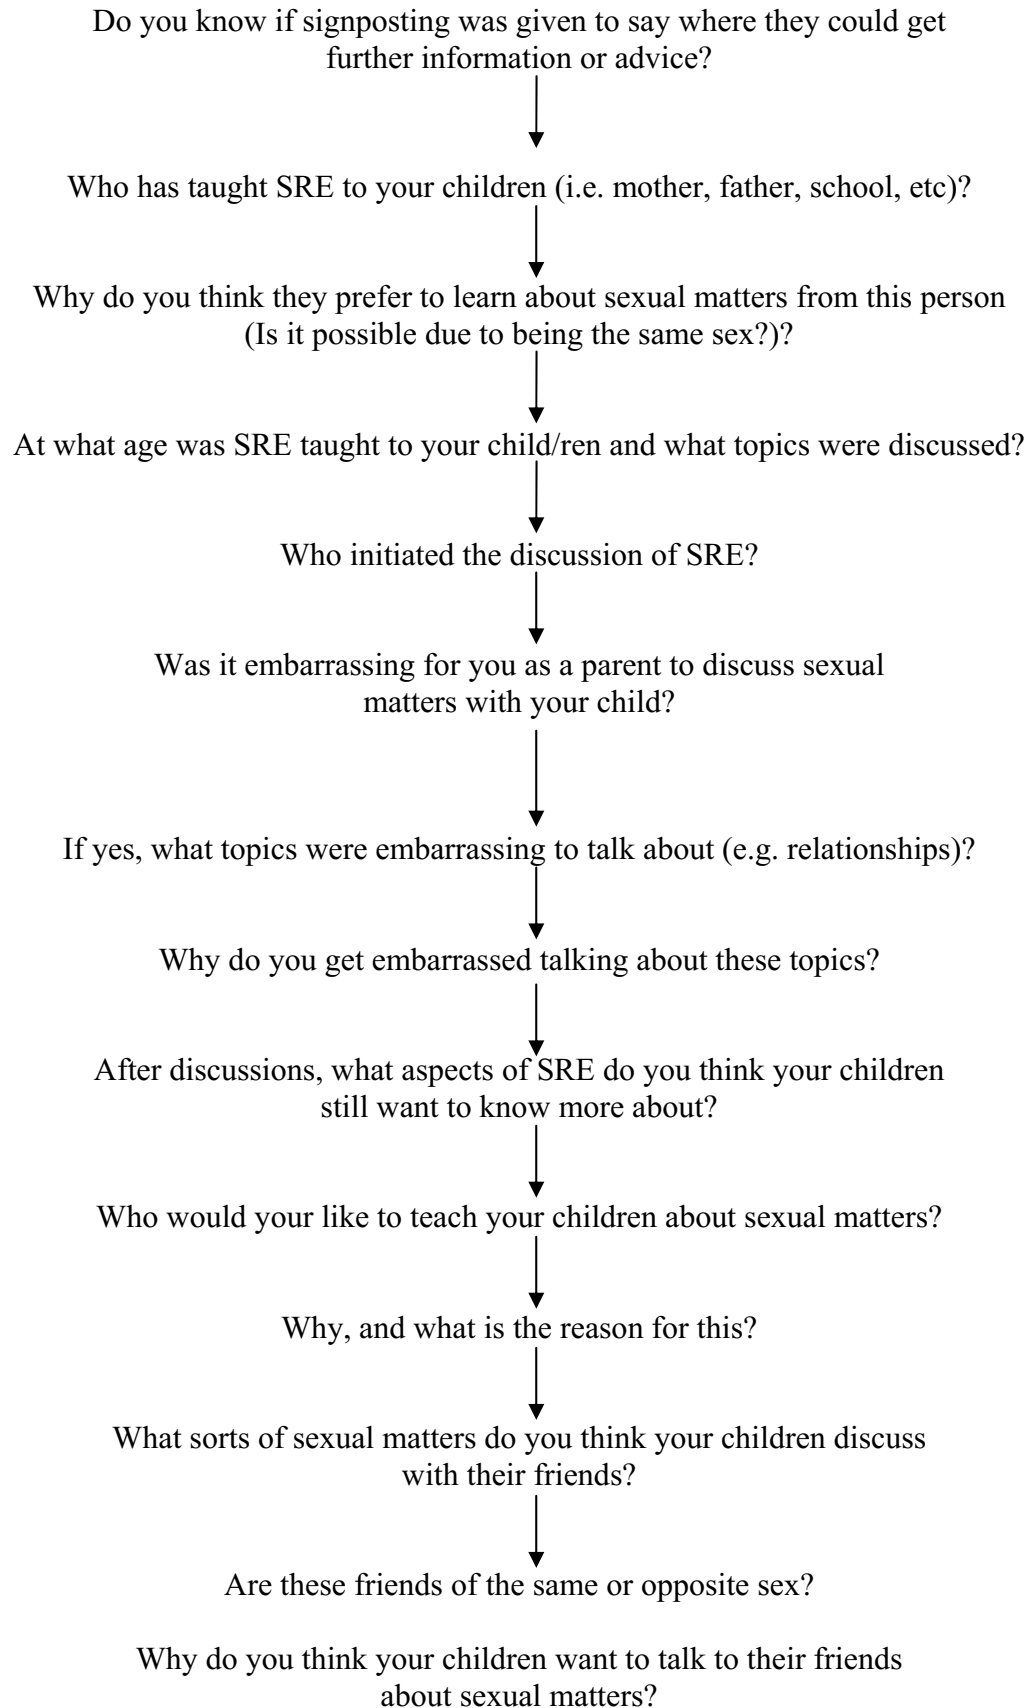 Do you know if signposting was given to say where they could get
further information or advice?
Who has taught SRE to your children (i.e. mother, father, school, etc)?
Why do you think they prefer to learn about sexual matters from this person
(Is it possible due to being the same sex?)?
At what age was SRE taught to your child/ren and what topics were discussed?
Who initiated the discussion of SRE?
Was it embarrassing for you as a parent to discuss sexual
matters with your child?
If yes, what topics were embarrassing to talk about (e.g. relationships)?
Why do you get embarrassed talking about these topics?
After discussions, what aspects of SRE do you think your children
still want to know more about?
Who would your like to teach your children about sexual matters?
Why, and what is the reason for this?
What sorts of sexual matters do you think your children discuss
with their friends?
Are these friends of the same or opposite sex?
Why do you think your children want to talk to their friends
about sexual matters?